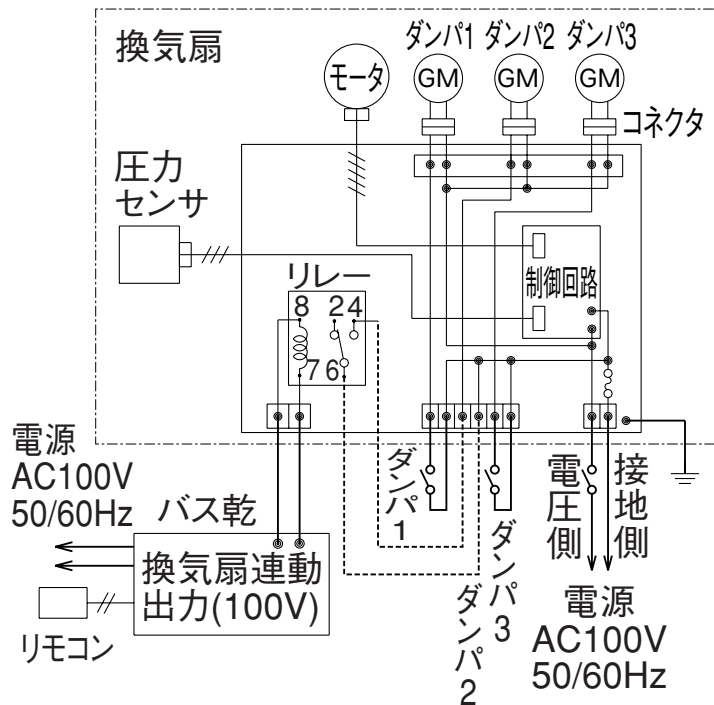 換気扇
モータ
ダンパ1 ダンパ2 ダンパ3
GM GM GM
コネクタ
圧力
センサ
制御回路
リレー
8 2 4
7 6
電源
AC100V
50/60Hz
バス乾
換気扇連動
出力(100V)
リモコン
ダンパ1
ダンパ2
ダンパ3
電圧側
接地側
電源
AC100V
50/60Hz